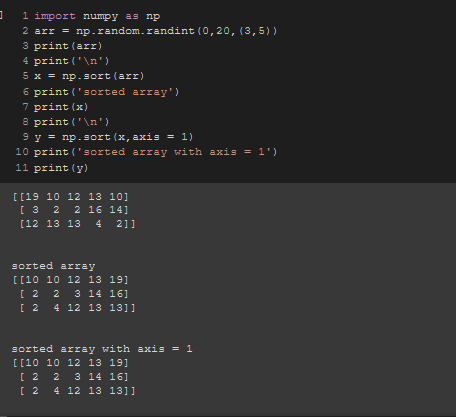 1 import numpy as np
2 arr = np.random.randint(0,20,(3,5))
3 print(arr)
4 print('\n')
5 x = np.sort(arr)
6 print('sorted array')
7 print(x)
8 print('\n')
9 y = np.sort(x,axis = 1)
10 print('sorted array with axis = 1')
11 print(y)
[[19 10 12 13 10]
[ 3  2  2 16 14]
[12 13 13  4  2]]
sorted array
[[10 10 12 13 19]
[ 2  2  3 14 16]
[ 2  4 12 13 13]]
sorted array with axis = 1
[[10 10 12 13 19]
[ 2  2  3 14 16]
[ 2  4 12 13 13]]